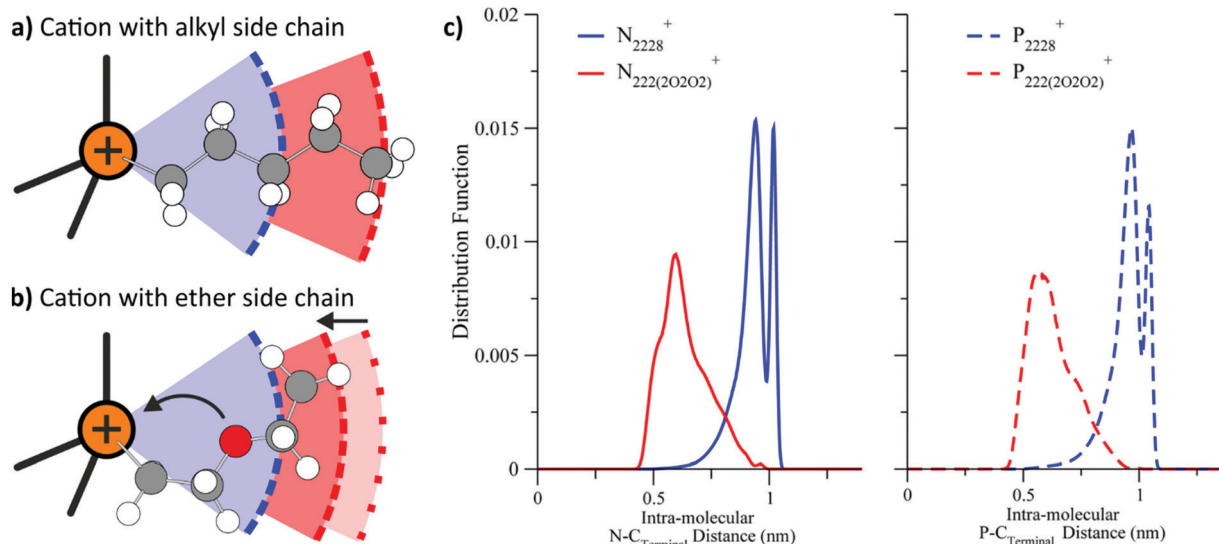 a) Cation with alkyl side chain
+
b) Cation with ether side chain
+
c)
N2228+
N222(2O2O2)+
Distribution Function
0.02
0.015
0.01
0.005
0
0
0.5
1
Intra-molecular
N-CTerminal Distance (nm)
P2228+
P222(2O2O2)+
0
0.5
1
Intra-molecular
P-CTerminal Distance (nm)